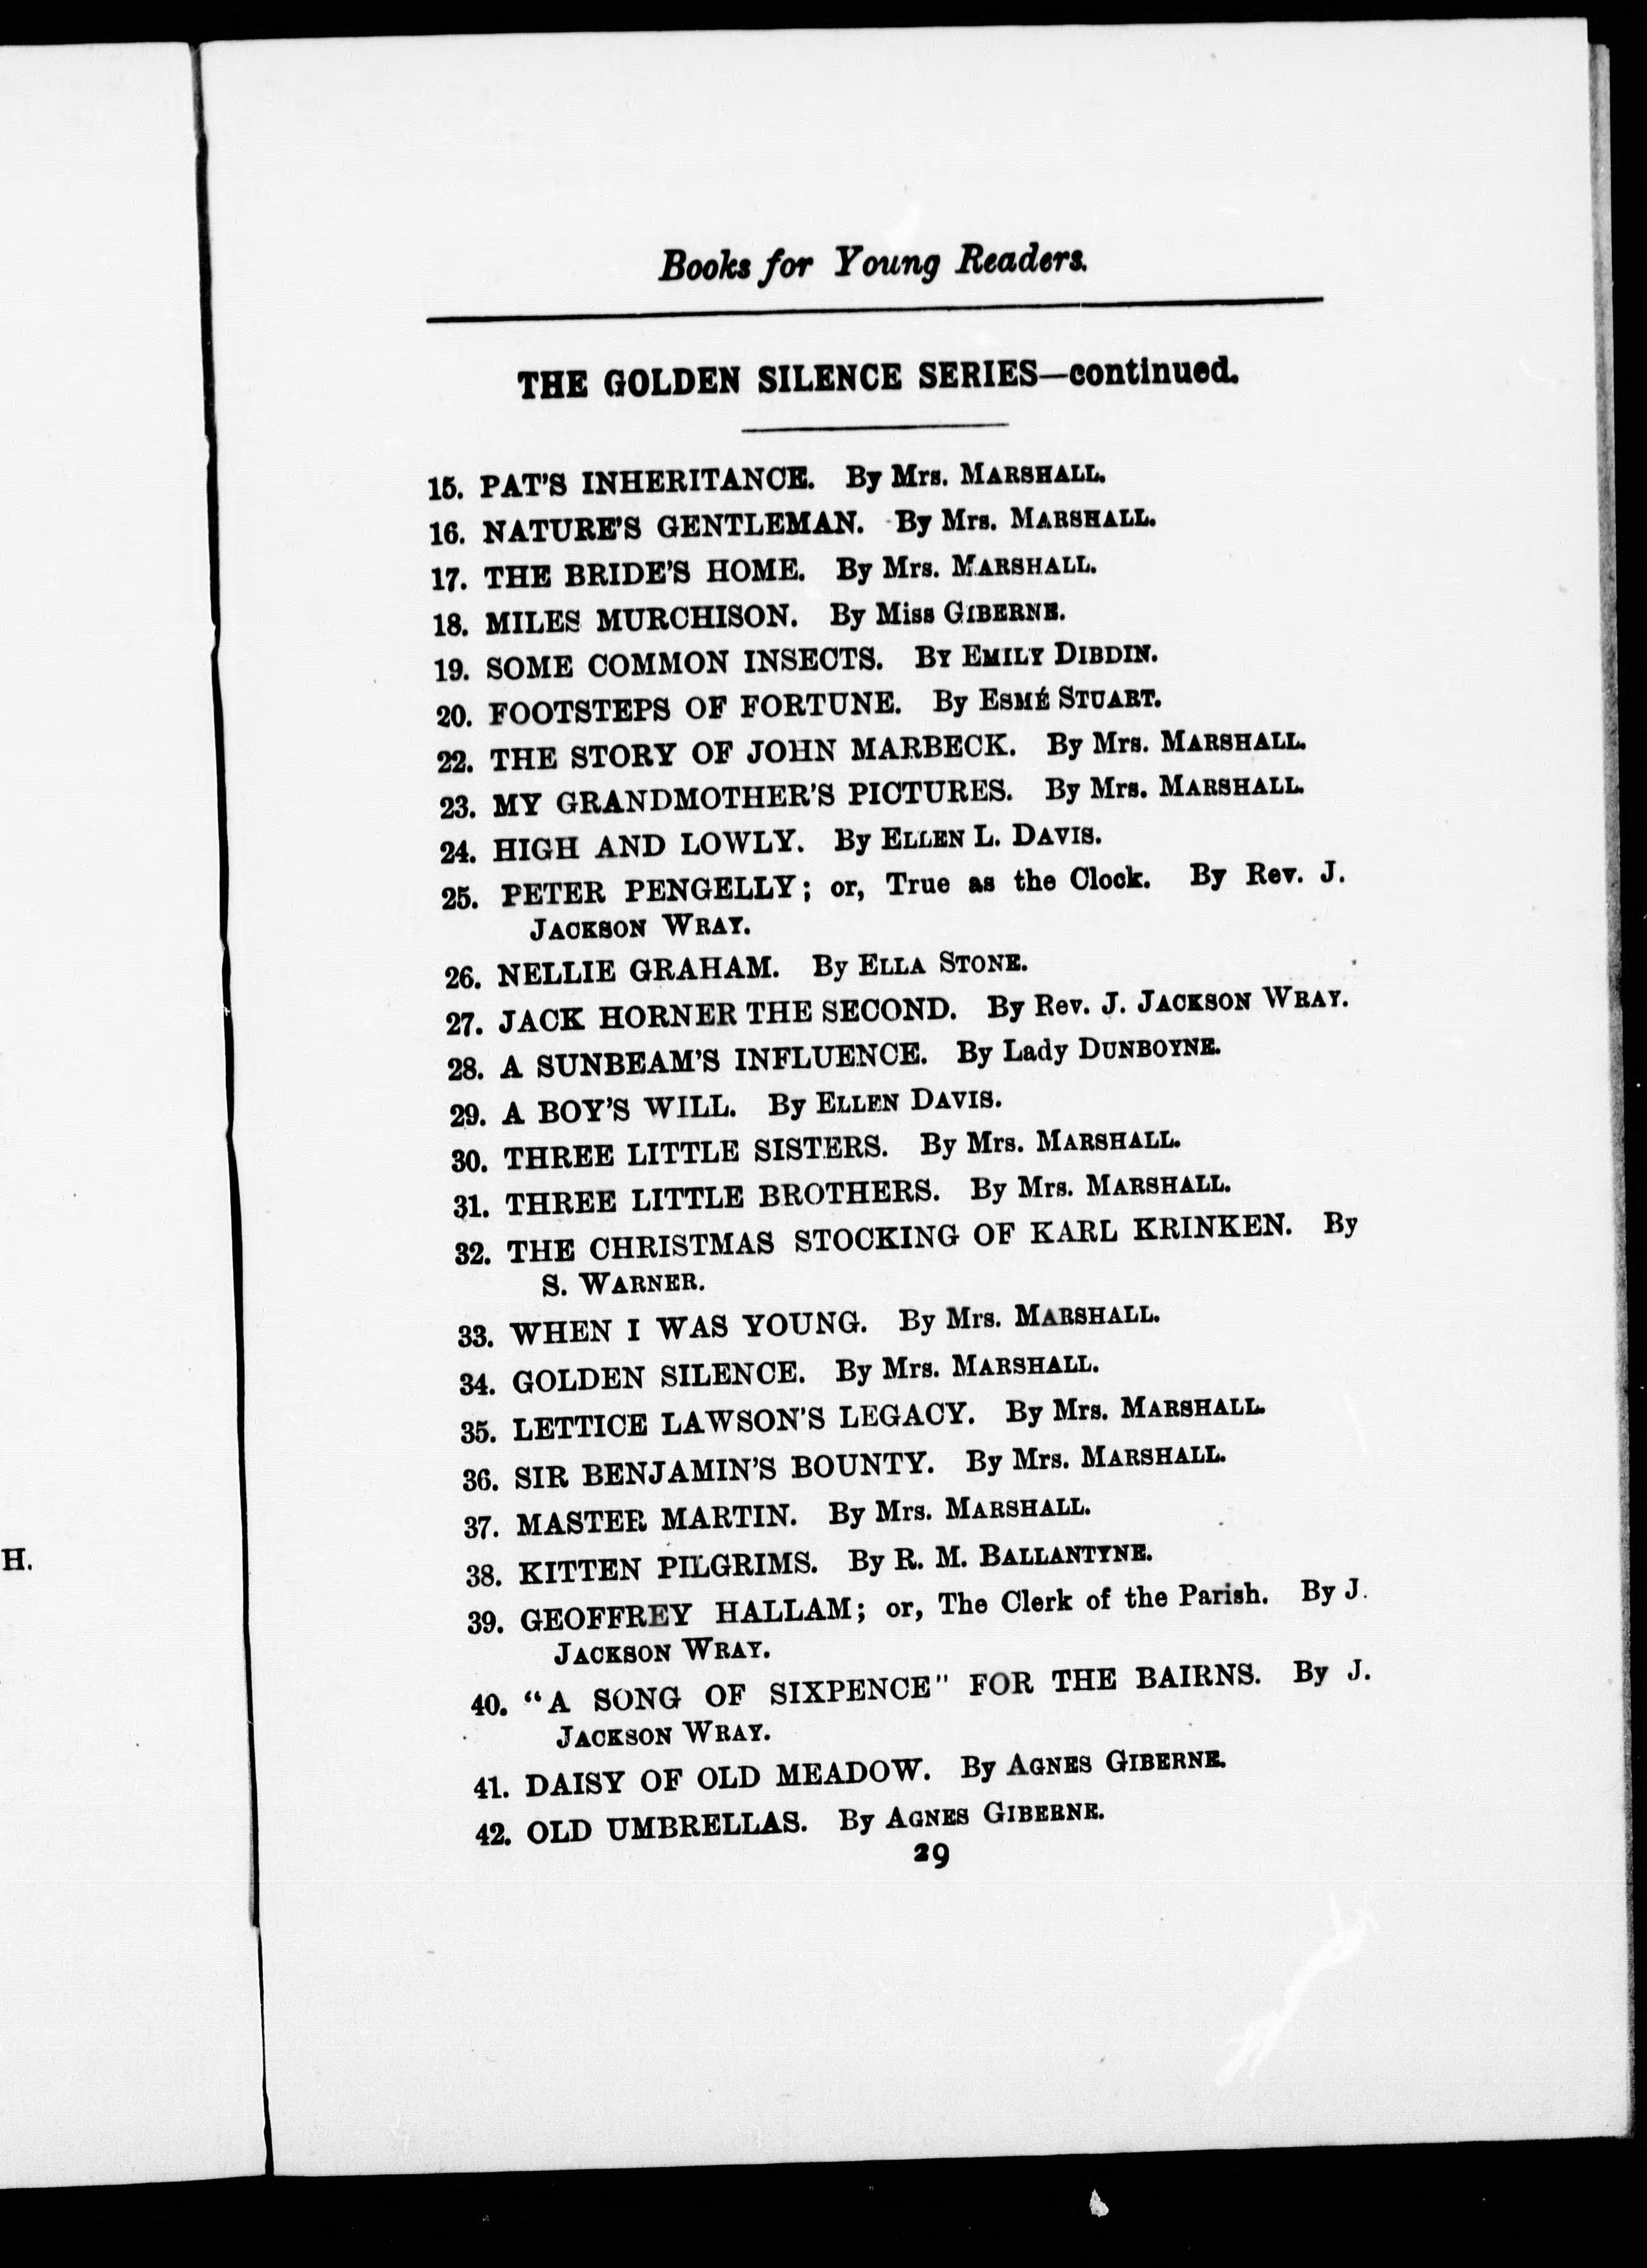 Books for Young Readers.
THE GOLDEN SILENCE SERIES—continued.
15. PAT'S INHERITANCE. By Mrs. MARSHALL.
16. NATURE'S GENTLEMAN. By Mrs. MARSHALL.
17. THE BRIDE'S HOME. By Mrs. MARSHALL.
18. MILES MURCHISON. By Miss GIBERNE.
19. SOME COMMON INSECTS. BY EMILY DIBDIN.
20. FOOTSTEPS OF FORTUNE. By ESMÉ STUART.
22. THE STORY OF JOHN MARBECK. By Mrs. MARSHALL.
23. MY GRANDMOTHER'S PICTURES. By Mrs. MARSHALL.
24. HIGH AND LOWLY. By ELLEN L. DAVIS.
25. PETER PENGELLY; or, True as the Clock. By Rev. J.
JACKSON WRAY.
26. NELLIE GRAHAM. By ELLA STONE.
27. JACK HORNER THE SECOND. By Rev. J. JACKSON WRAY.
28. A SUNBEAM'S INFLUENCE. By Lady DUNBOYNE.
29. A BOY'S WILL. By ELLEN DAVIS.
30. THREE LITTLE SISTERS. By Mrs. MARSHALL.
31. THREE LITTLE BROTHERS. By Mrs. MARSHALL.
32. THE CHRISTMAS STOCKING OF KARL KRINKEN. By
S. WARNER.
33. WHEN I WAS YOUNG. By Mrs. MARSHALL.
34. GOLDEN SILENCE. By Mrs. MARSHALL.
35. LETTICE LAWSON'S LEGACY. By Mrs. MARSHALL.
36. SIR BENJAMIN'S BOUNTY. By Mrs. MARSHALL.
37. MASTER MARTIN. By Mrs. MARSHALL.
38. KITTEN PILGRIMS. By R. M. BALLANTYNE.
39. GEOFFREY HALLAM; or, The Clerk of the Parish. By J.
JACKSON WRAY.
40. "A SONG OF SIXPENCE" FOR THE BAIRNS. By J.
JACKSON WRAY.
41. DAISY OF OLD MEADOW. By AGNES GIBERNE.
42. OLD UMBRELLAS. By AGNES GIBERNE.
29
H.